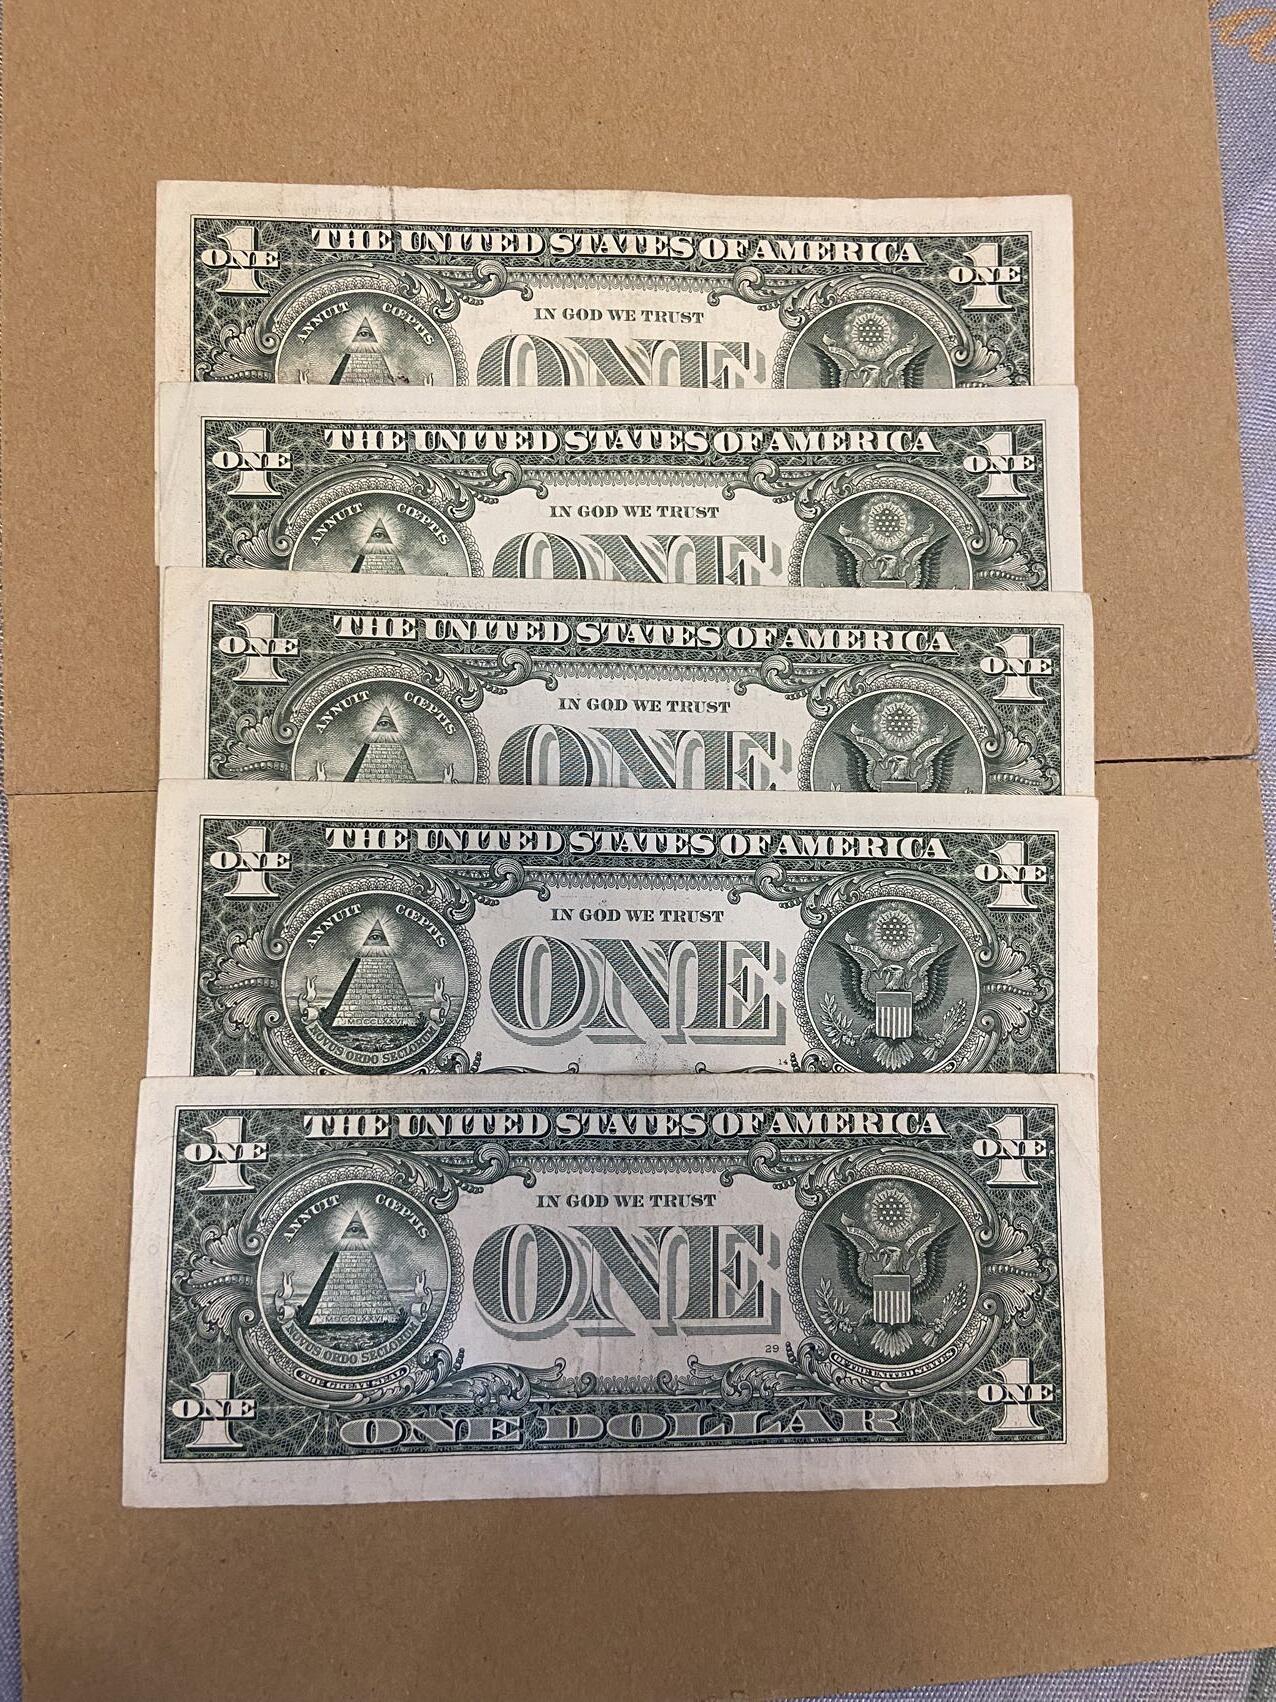 THE UNITED STATES OF AMERICA
1 ONE
1 ONE
ANNUIT CŒPTIS
IN GOD WE TRUST
ONE
THE UNITED STATES OF AMERICA
1 ONE
1 ONE
ANNUIT CŒPTIS
IN GOD WE TRUST
ONE
THE UNITED STATES OF AMERICA
1 ONE
1 ONE
ANNUIT CŒPTIS
IN GOD WE TRUST
ONE
THE UNITED STATES OF AMERICA
1 ONE
1 ONE
ANNUIT CŒPTIS
IN GOD WE TRUST
ONE
MDCCLXXVI
NOVUS ORDO SECLORUM
14
THE UNITED STATES OF AMERICA
1 ONE
1 ONE
ANNUIT CŒPTIS
IN GOD WE TRUST
ONE
MDCCLXXVI
NOVUS ORDO SECLORUM
29
THE GREAT SEAL
OF THE UNITED STATES
1 ONE
1 ONE
ONE DOLLAR